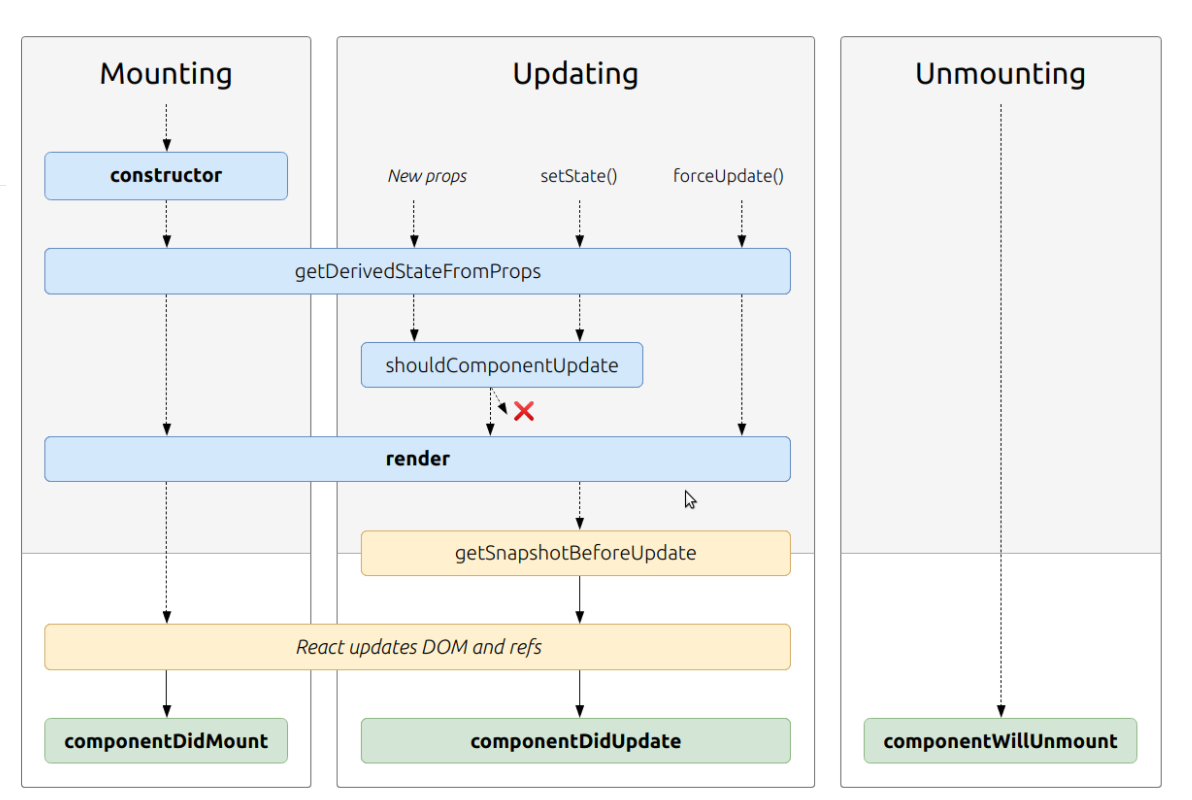 Mounting
Updating
Unmounting
constructor
New props
setState()
forceUpdate()
getDerivedStateFromProps
shouldComponentUpdate
render
getSnapshotBeforeUpdate
React updates DOM and refs
componentDidMount
componentDidUpdate
componentWillUnmount